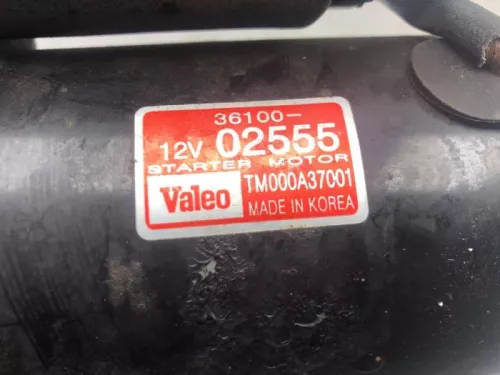 36100-
12V 02555
STARTER MOTOR
Valeo TM000A37001
MADE IN KOREA